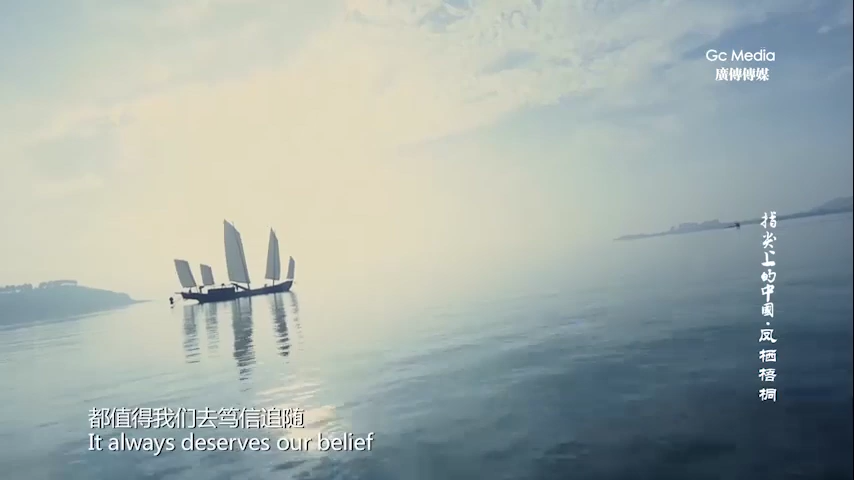 Gc Media
廣傳傳媒
指尖上的中國·凤栖梧桐
都值得我们去笃信追随
It always deserves our belief